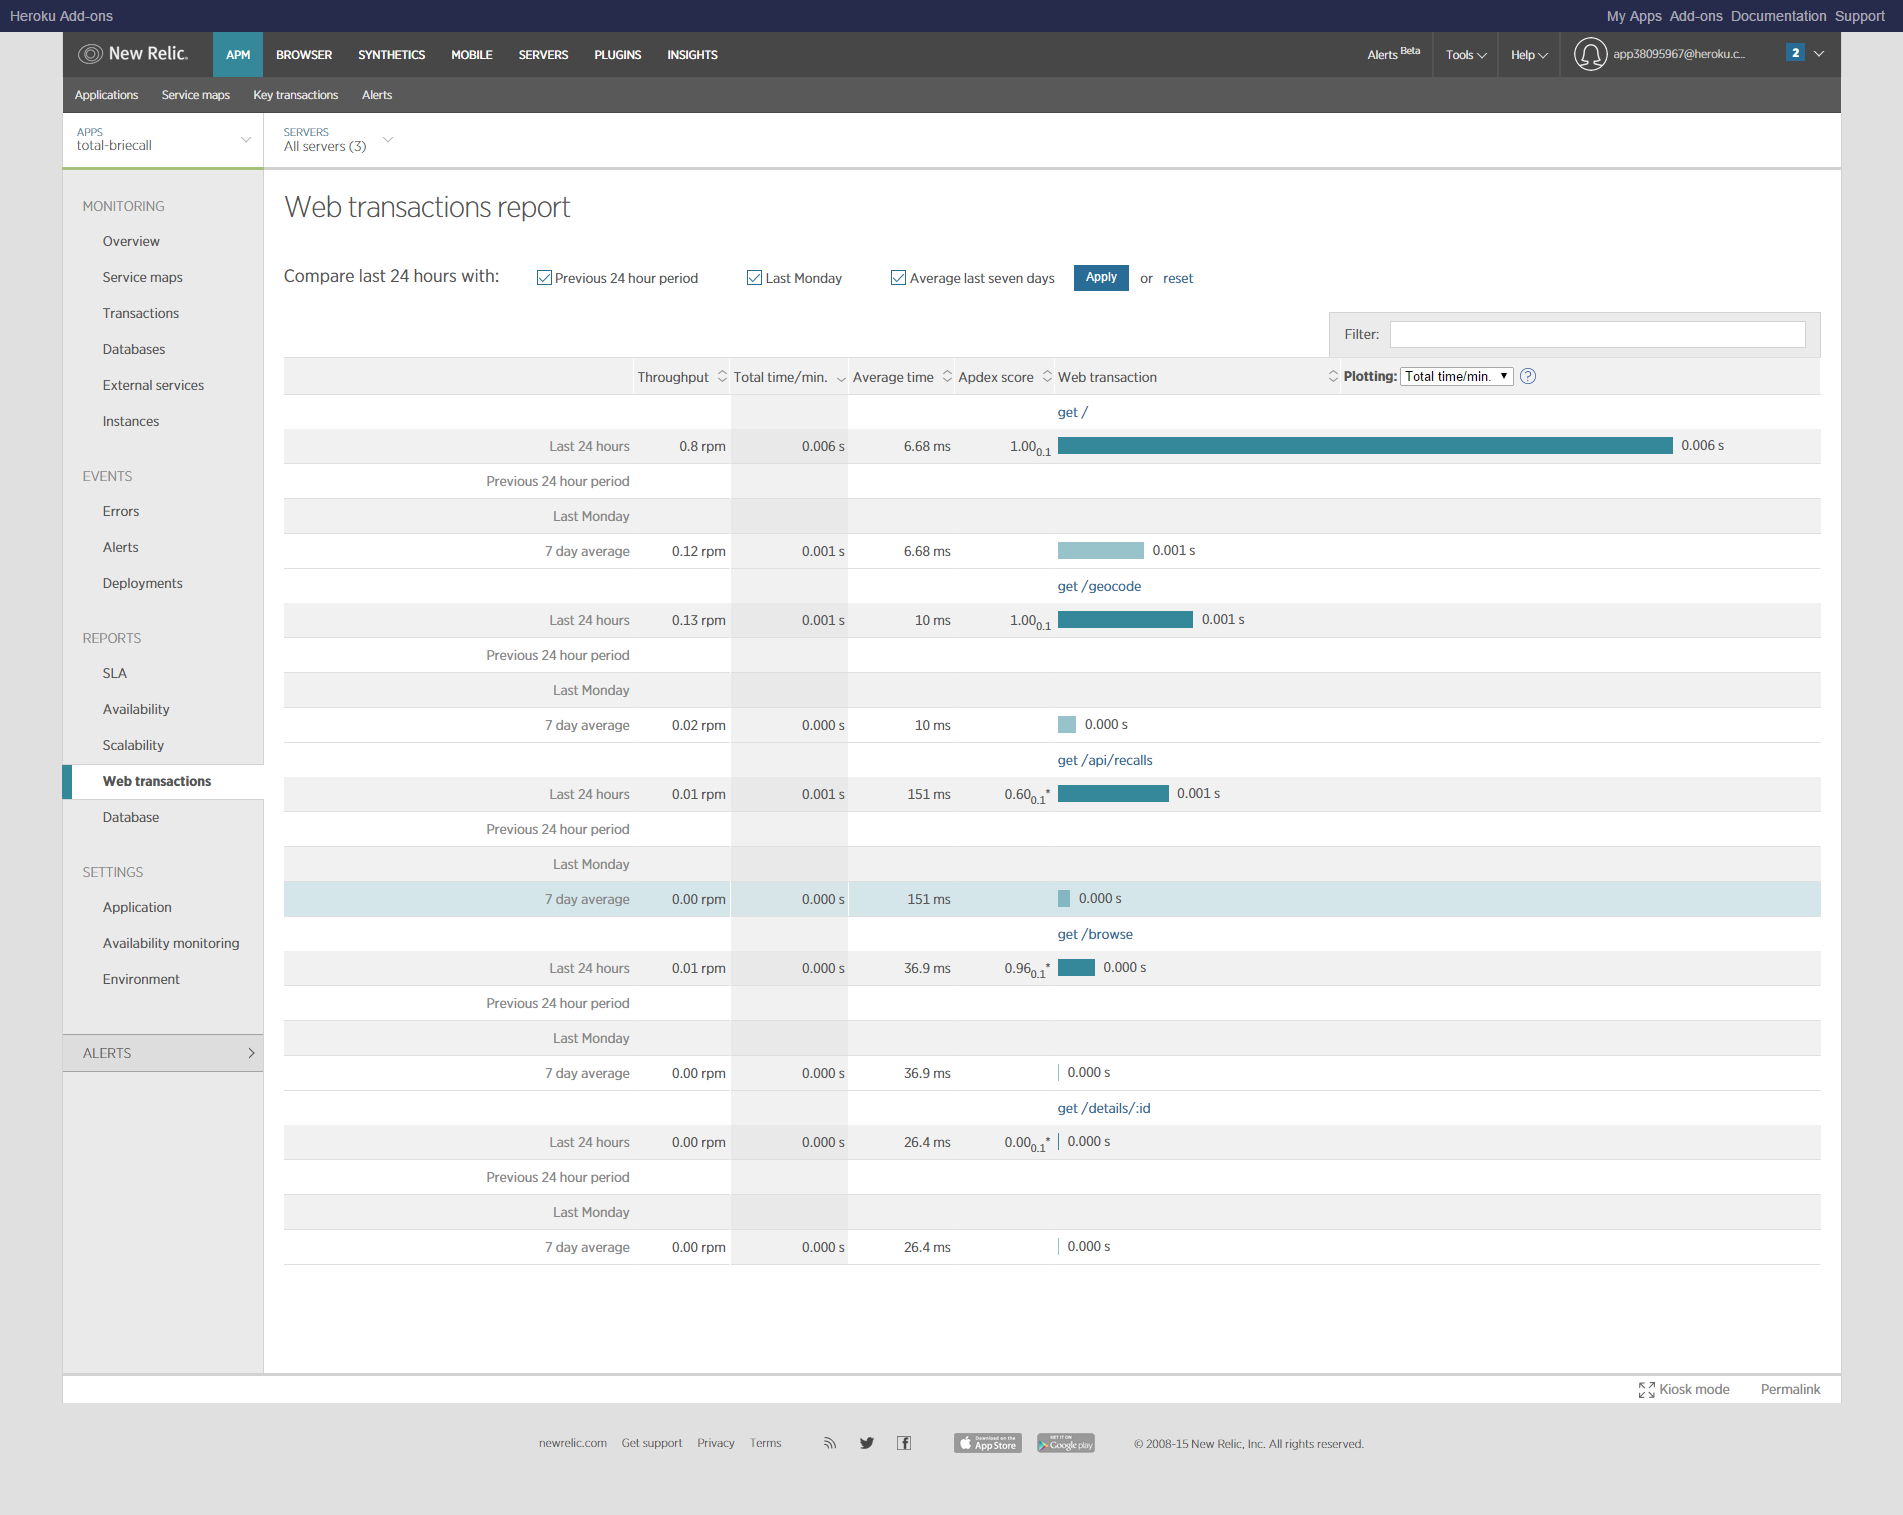 Heroku Add-ons My Apps Add-ons Documentation Support
New Relic. APM BROWSER SYNTHETICS MOBILE SERVERS PLUGINS INSIGHTS Alerts Beta Tools Help app38095967@heroku.c... 2
Applications Service maps Key transactions Alerts
APPS
total-briecall
SERVERS
All servers (3)
MONITORING
Overview
Service maps
Transactions
Databases
External services
Instances
EVENTS
Errors
Alerts
Deployments
REPORTS
SLA
Availability
Scalability
Web transactions
Database
SETTINGS
Application
Availability monitoring
Environment
ALERTS
Web transactions report
Compare last 24 hours with: Previous 24 hour period Last Monday Average last seven days Apply or reset
Filter:
Throughput Total time/min. Average time Apdex score Web transaction Plotting: Total time/min. ?
get /
Last 24 hours 0.8 rpm 0.006 s 6.68 ms 1.00 0.1 0.006 s
Previous 24 hour period
Last Monday
7 day average 0.12 rpm 0.001 s 6.68 ms 0.001 s
get /geocode
Last 24 hours 0.13 rpm 0.001 s 10 ms 1.00 0.1 0.001 s
Previous 24 hour period
Last Monday
7 day average 0.02 rpm 0.000 s 10 ms 0.000 s
get /api/recalls
Last 24 hours 0.01 rpm 0.001 s 151 ms 0.60 0.1* 0.001 s
Previous 24 hour period
Last Monday
7 day average 0.00 rpm 0.000 s 151 ms 0.000 s
get /browse
Last 24 hours 0.01 rpm 0.000 s 36.9 ms 0.96 0.1* 0.000 s
Previous 24 hour period
Last Monday
7 day average 0.00 rpm 0.000 s 36.9 ms 0.000 s
get /details/:id
Last 24 hours 0.00 rpm 0.000 s 26.4 ms 0.00 0.1* 0.000 s
Previous 24 hour period
Last Monday
7 day average 0.00 rpm 0.000 s 26.4 ms 0.000 s
Kiosk mode Permalink
newrelic.com Get support Privacy Terms Download on the App Store GET IT ON Google play © 2008-15 New Relic, Inc. All rights reserved.